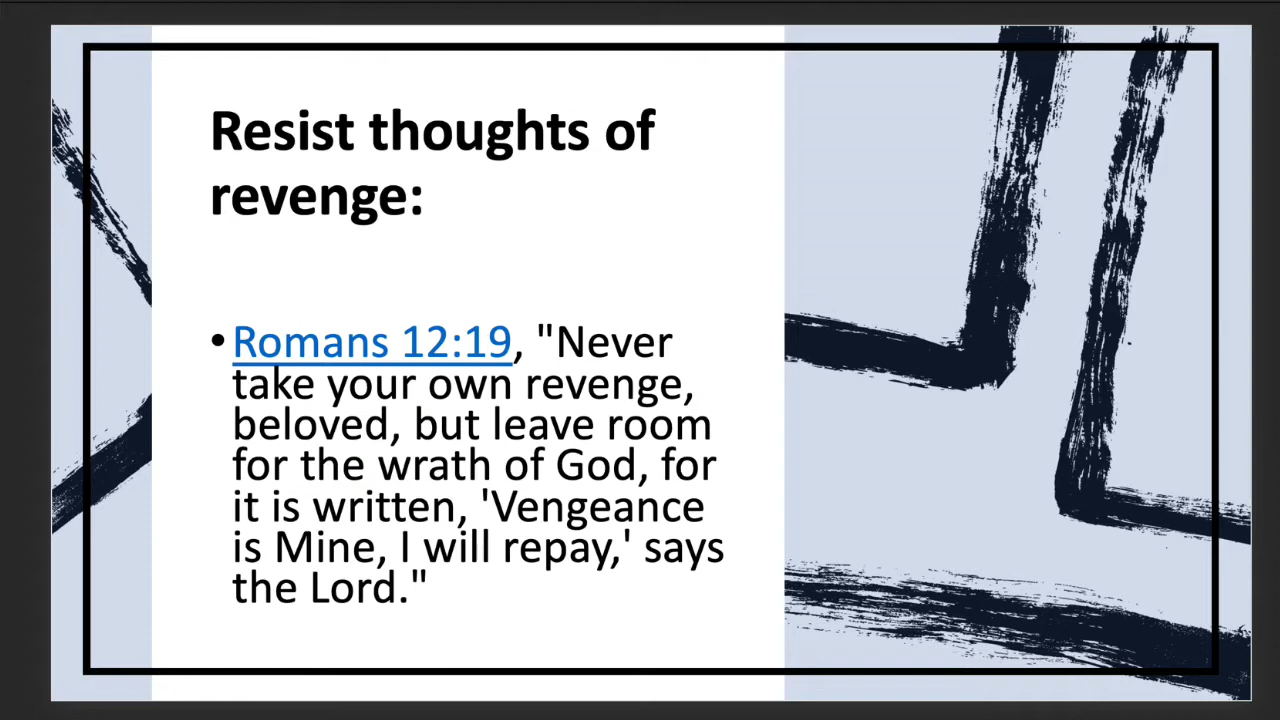 Resist thoughts of
revenge:
• Romans 12:19, "Never
take your own revenge,
beloved, but leave room
for the wrath of God, for
it is written, 'Vengeance
is Mine, I will repay,' says
the Lord."